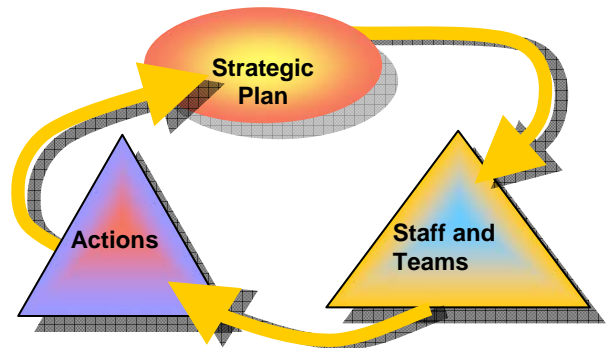 Strategic
Plan
Actions
Staff and
Teams